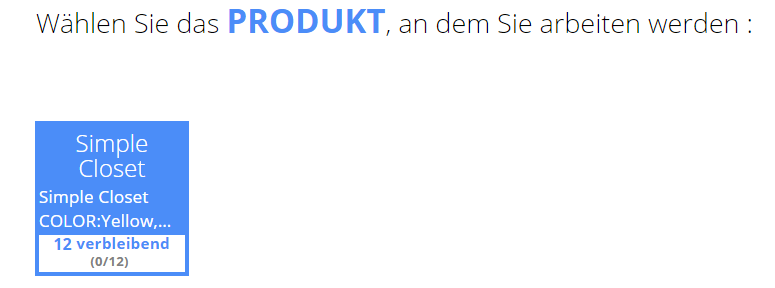 Wählen Sie das PRODUKT, an dem Sie arbeiten werden :
Simple
Closet
Simple Closet
COLOR:Yellow,...
12 verbleibend
(0/12)